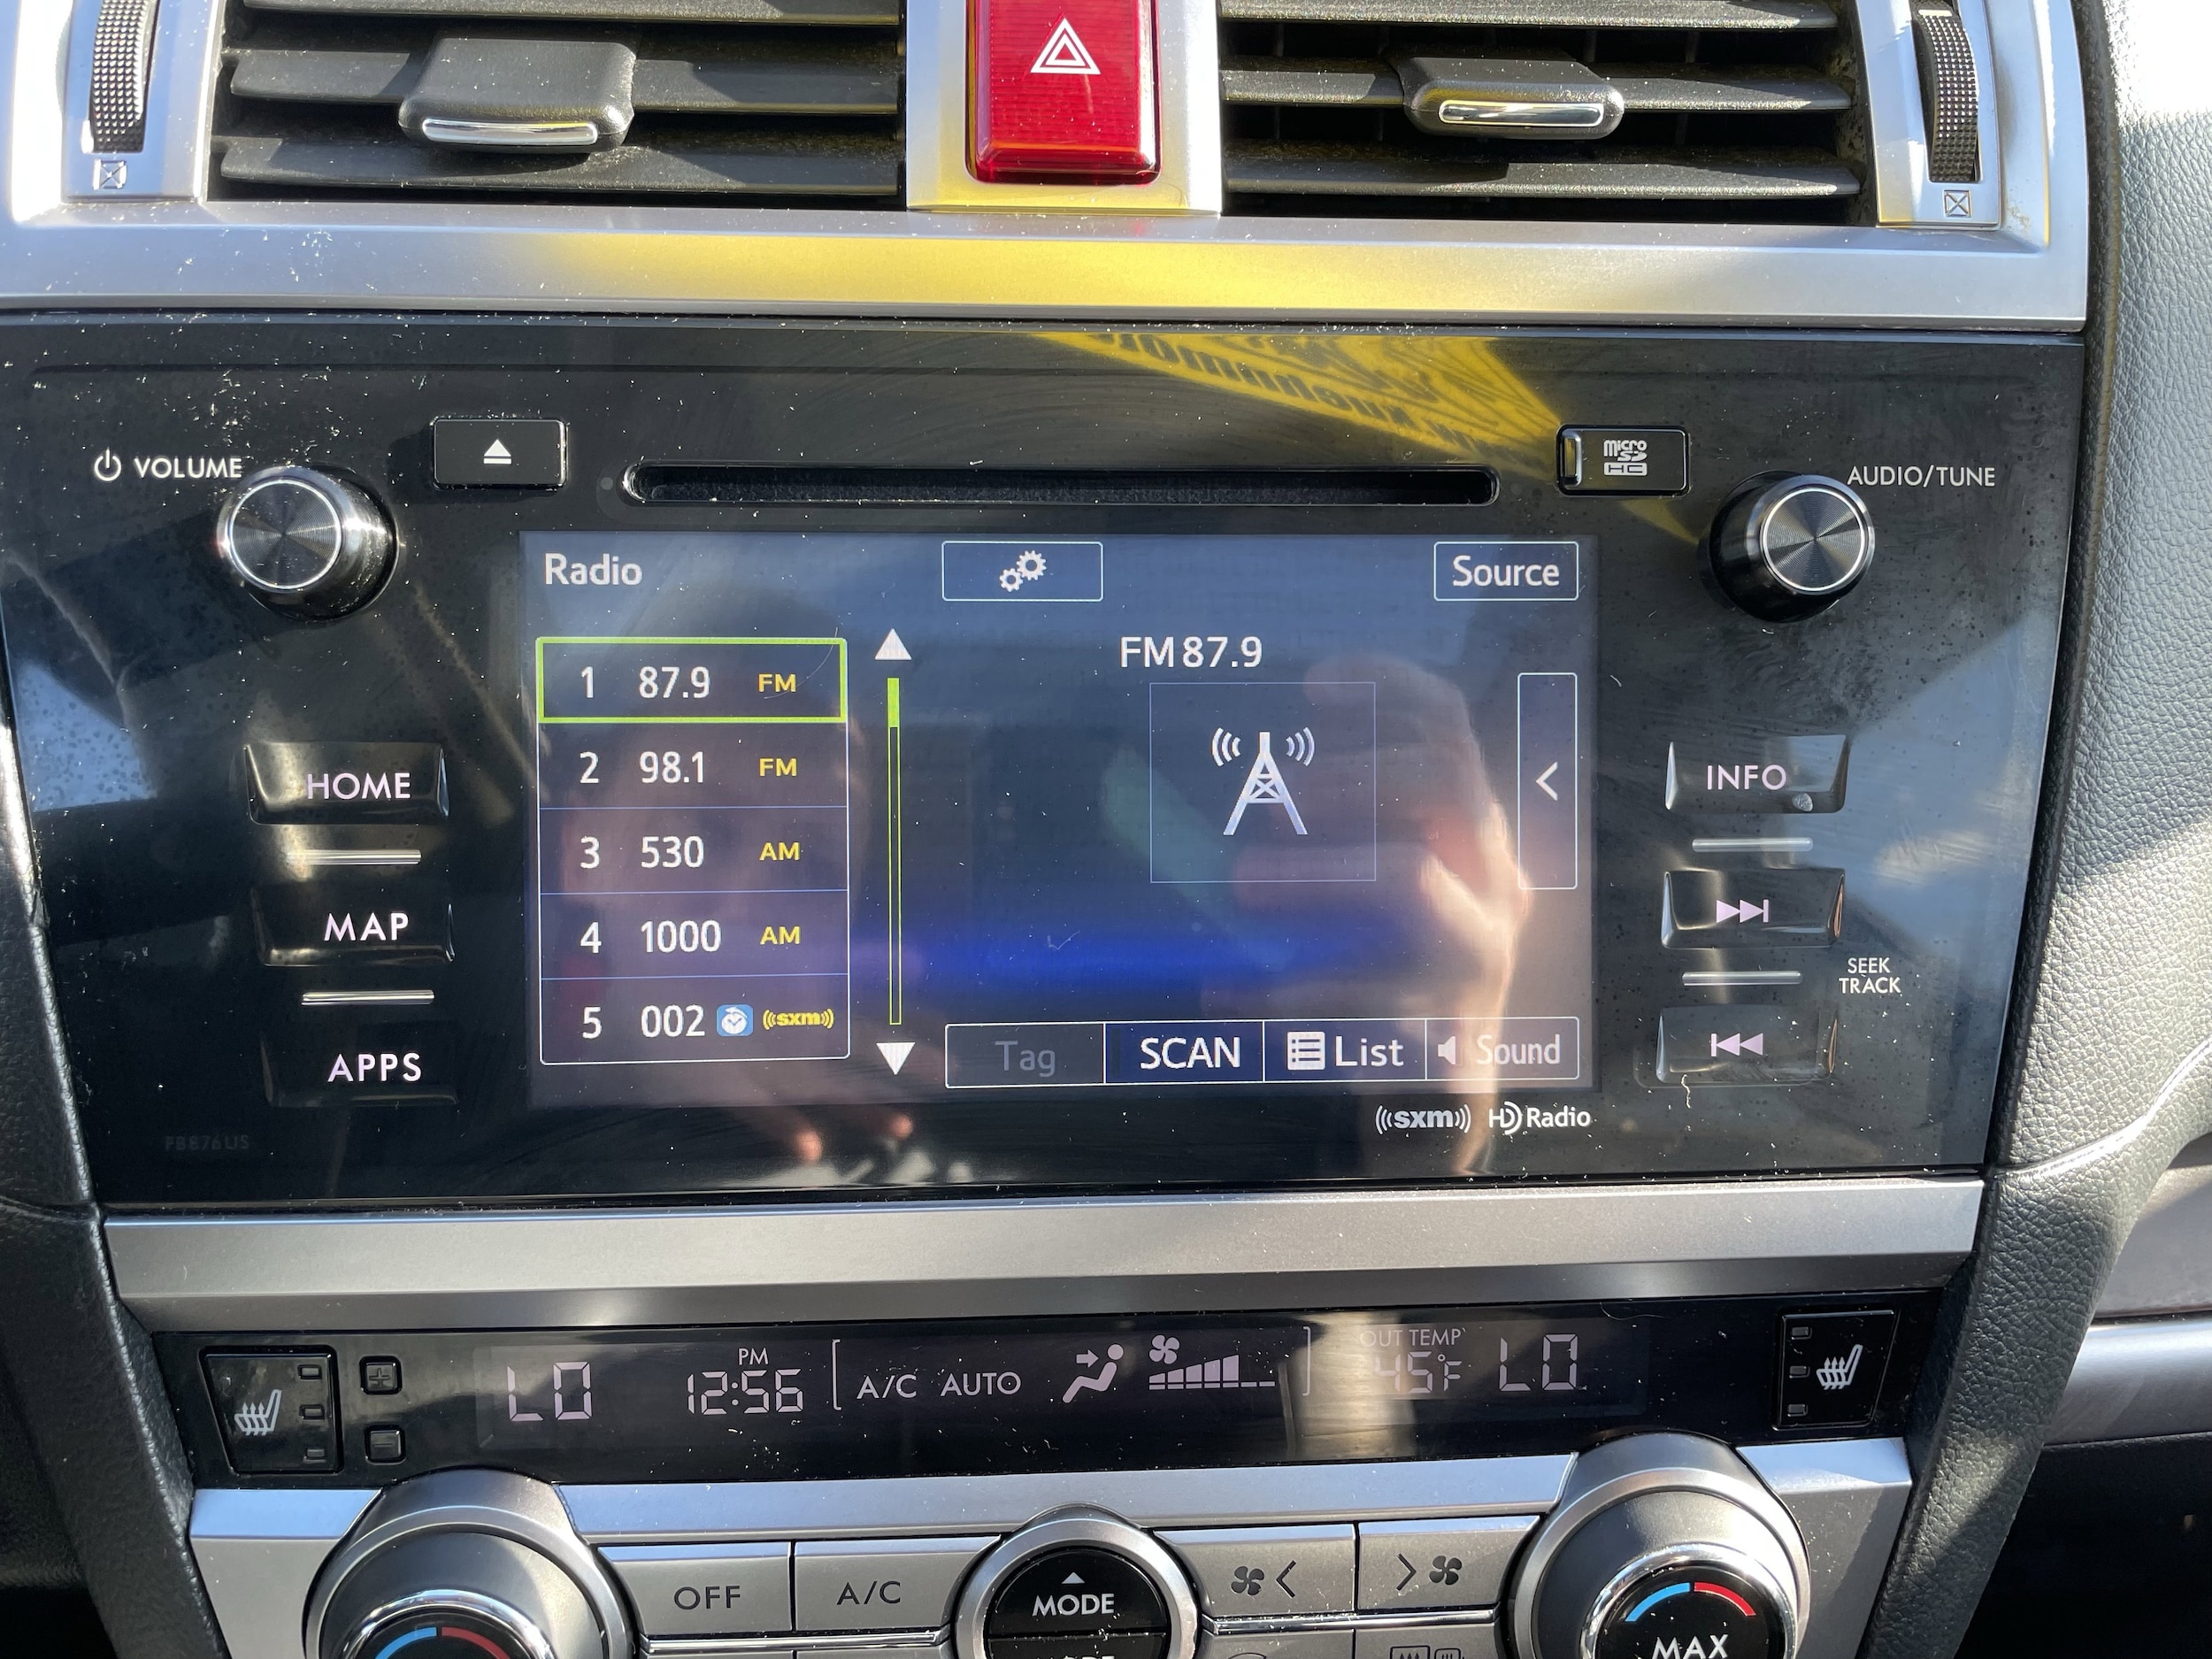 VOLUME
micro
SD
HC
AUDIO/TUNE
Radio
Source
FM 87.9
1 87.9 FM
2 98.1 FM
3 530 AM
4 1000 AM
5 002 ((sxm))
HOME
MAP
APPS
INFO
SEEK
TRACK
Tag SCAN List Sound
((sxm)) HD Radio
FB876US
LO
PM
12:56
A/C AUTO
OUT TEMP
45°F
LO
OFF
A/C
MODE
MAX